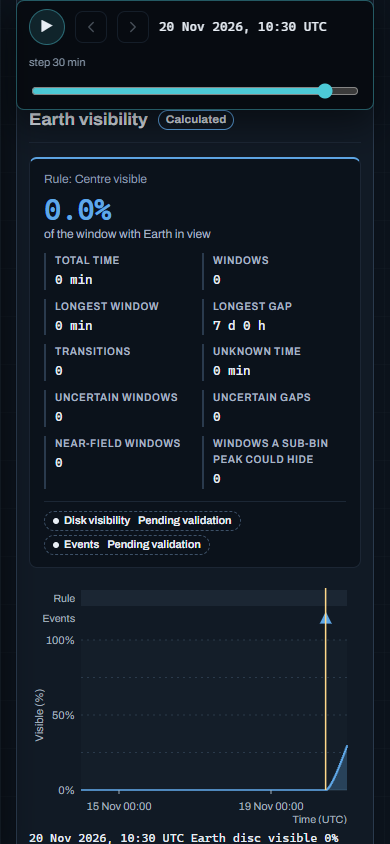 20 Nov 2026, 10:30 UTC
step 30 min
Earth visibility Calculated
Rule: Centre visible
0.0%
of the window with Earth in view
TOTAL TIME
0 min
WINDOWS
0
LONGEST WINDOW
0 min
LONGEST GAP
7 d 0 h
TRANSITIONS
0
UNKNOWN TIME
0 min
UNCERTAIN WINDOWS
0
UNCERTAIN GAPS
0
NEAR-FIELD WINDOWS
0
WINDOWS A SUB-BIN
PEAK COULD HIDE
0
Disk visibility Pending validation
Events Pending validation
Rule
Events
100%
Visible (%)
50%
0%
15 Nov 00:00 19 Nov 00:00
Time (UTC)
20 Nov 2026, 10:30 UTC Earth disc visible 0%